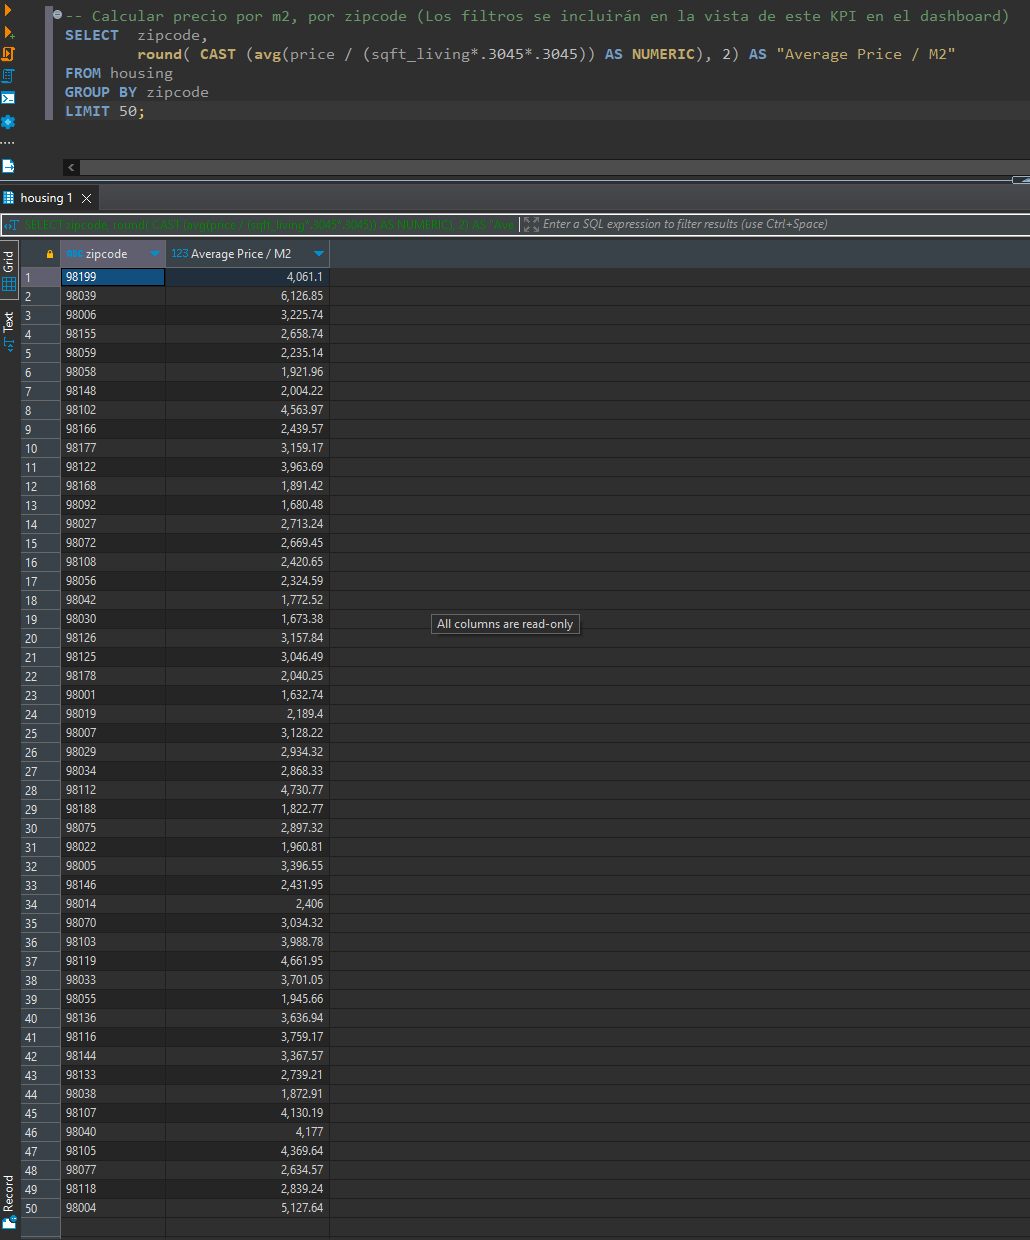 -- Calcular precio por m2, por zipcode (Los filtros se incluirán en la vista de este KPI en el dashboard)
SELECT  zipcode,
        round( CAST (avg(price / (sqft_living*.3045*.3045)) AS NUMERIC), 2) AS "Average Price / M2"
FROM housing
GROUP BY zipcode
LIMIT 50;
housing 1
SELECT zipcode, round( CAST (avg(price / (sqft_living*.3045*.3045)) AS NUMERIC), 2) AS "Ave
Enter a SQL expression to filter results (use Ctrl+Space)
Grid
Text
Record
ABC zipcode 123 Average Price / M2
1 98199 4,061.1
2 98039 6,126.85
3 98006 3,225.74
4 98155 2,658.74
5 98059 2,235.14
6 98058 1,921.96
7 98148 2,004.22
8 98102 4,563.97
9 98166 2,439.57
10 98177 3,159.17
11 98122 3,963.69
12 98168 1,891.42
13 98092 1,680.48
14 98027 2,713.24
15 98072 2,669.45
16 98108 2,420.65
17 98056 2,324.59
18 98042 1,772.52
19 98030 1,673.38
All columns are read-only
20 98126 3,157.84
21 98125 3,046.49
22 98178 2,040.25
23 98001 1,632.74
24 98019 2,189.4
25 98007 3,128.22
26 98029 2,934.32
27 98034 2,868.33
28 98112 4,730.77
29 98188 1,822.77
30 98075 2,897.32
31 98022 1,960.81
32 98005 3,396.55
33 98146 2,431.95
34 98014 2,406
35 98070 3,034.32
36 98103 3,988.78
37 98119 4,661.95
38 98033 3,701.05
39 98055 1,945.66
40 98136 3,636.94
41 98116 3,759.17
42 98144 3,367.57
43 98133 2,739.21
44 98038 1,872.91
45 98107 4,130.19
46 98040 4,177
47 98105 4,369.64
48 98077 2,634.57
49 98118 2,839.24
50 98004 5,127.64